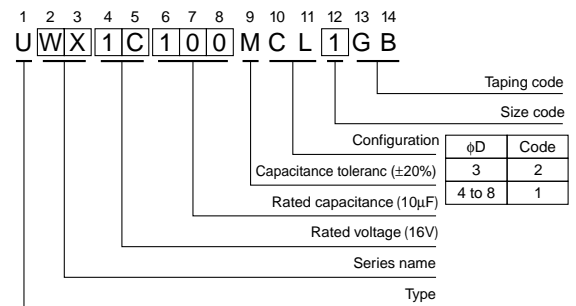 1 2 3 4 5 6 7 8 9 10 11 12 13 14
U W X 1 C 1 0 0 M C L 1 G B
Taping code
Size code
Configuration
ϕD Code
Capacitance toleranc (±20%)
3 2
Rated capacitance (10μF)
4 to 8 1
Rated voltage (16V)
Series name
Type